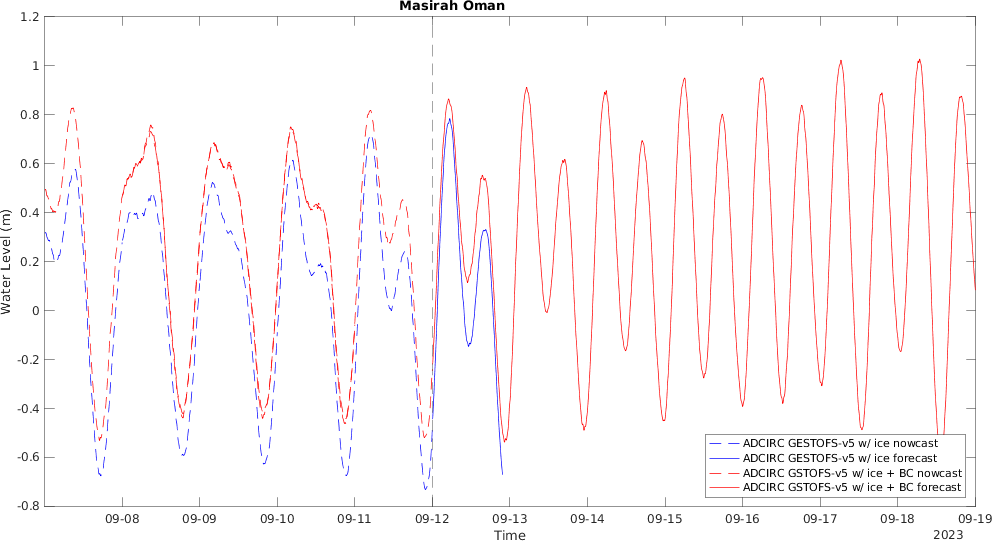 Masirah Oman
1.2
1
0.8
0.6
0.4
0.2
0
-0.2
-0.4
-0.6
-0.8
Water Level (m)
ADCIRC GESTOFS-v5 w/ ice nowcast
ADCIRC GESTOFS-v5 w/ ice forecast
ADCIRC GSTOFS-v5 w/ ice + BC nowcast
ADCIRC GSTOFS-v5 w/ ice + BC forecast
09-08 09-09 09-10 09-11 09-12 09-13 09-14 09-15 09-16 09-17 09-18 09-19
Time
2023